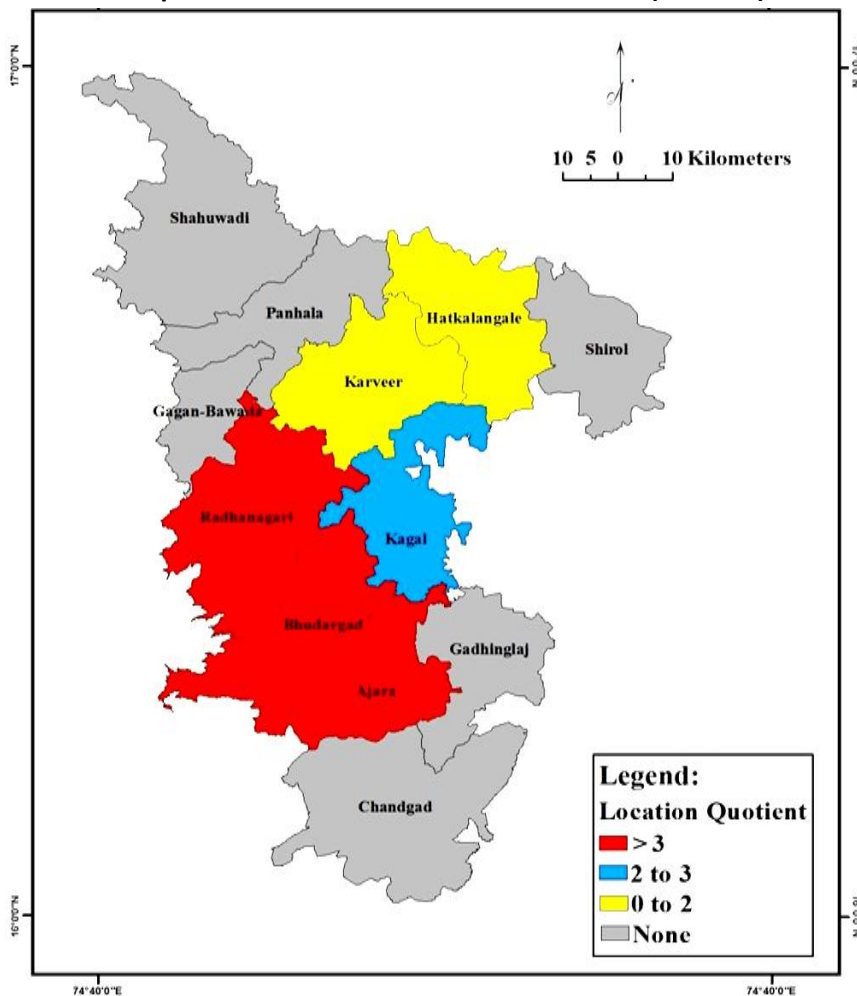 17°0'0"N
10 5 0 10 Kilometers
Shahuwadi
Panhala
Hatkalangale
Shirol
Karveer
Gagan-Bawada
Radhanagari
Kagal
Bhudargad
Gadhinglaj
Ajara
Chandgad
Legend:
Location Quotient
> 3
2 to 3
0 to 2
None
16°0'0"N
74°40'0"E 74°40'0"E